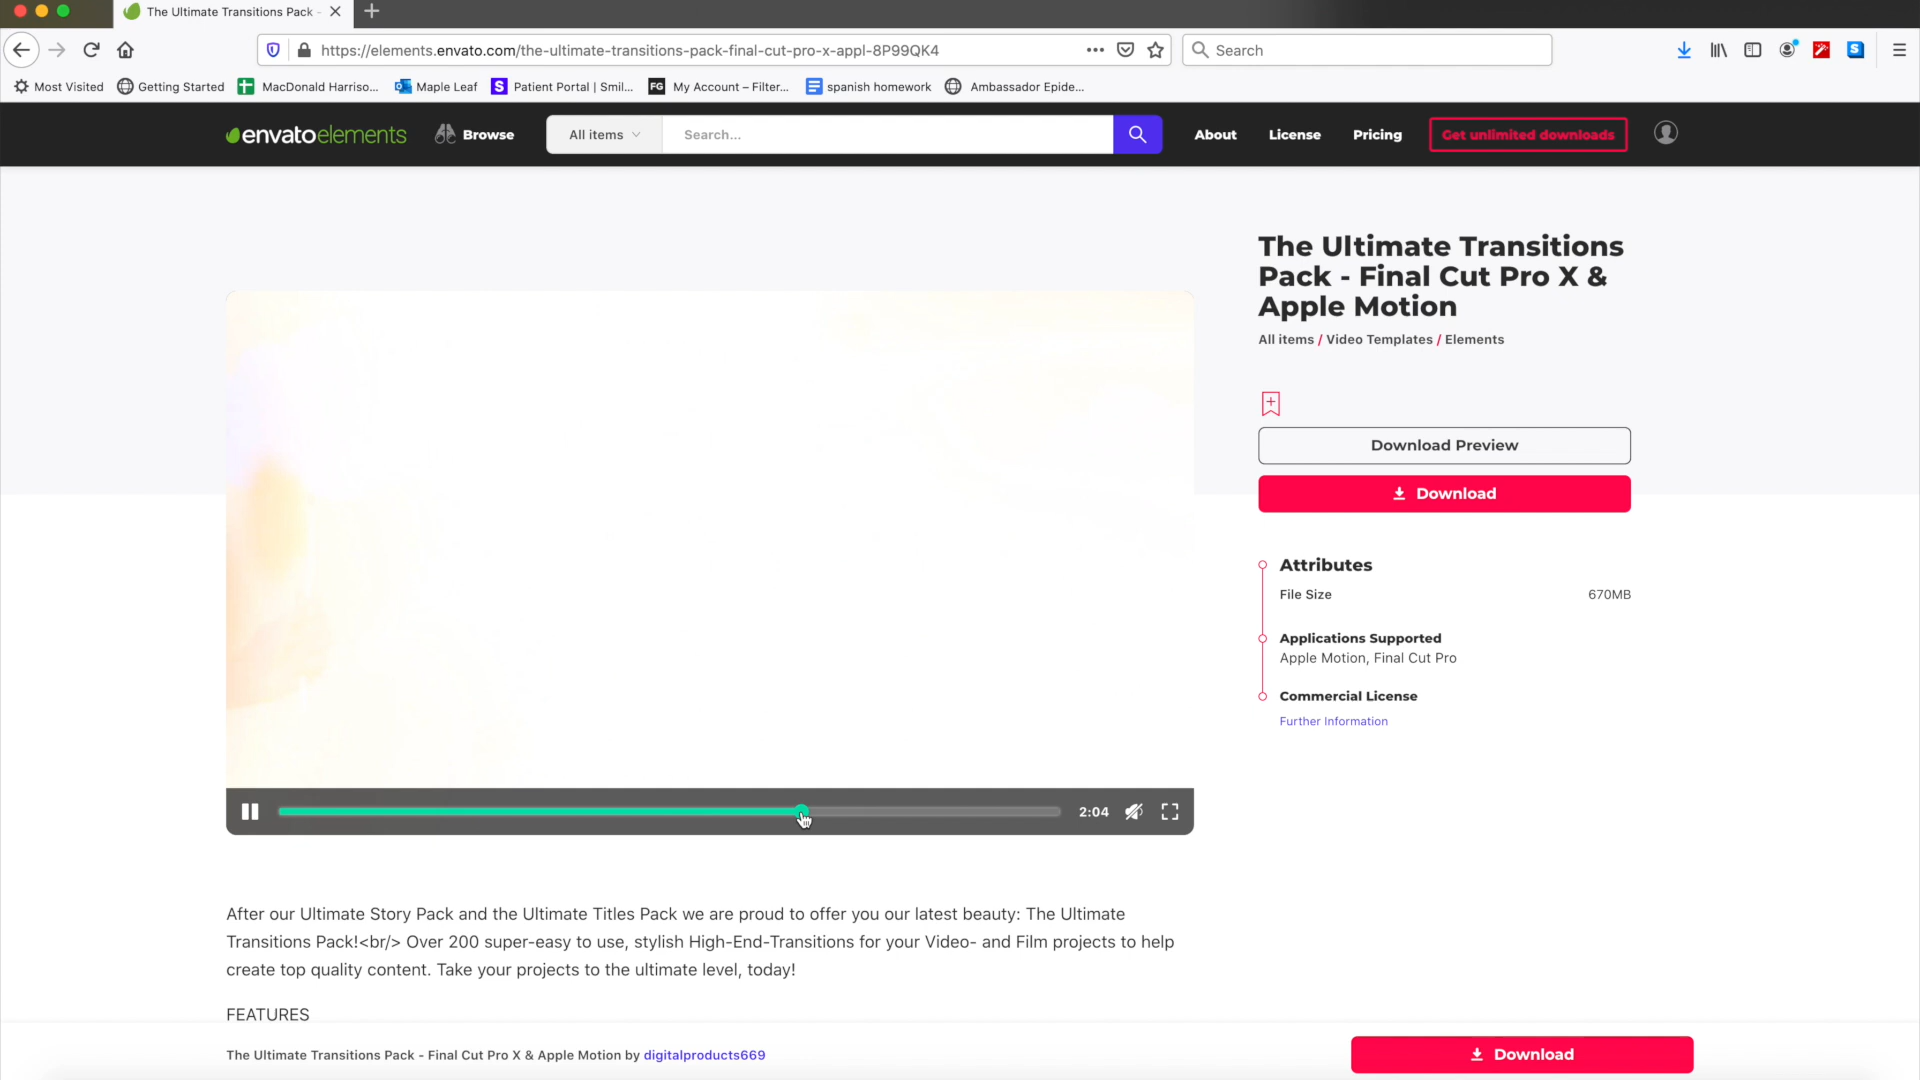 The Ultimate Transitions Pack -
https://elements.envato.com/the-ultimate-transitions-pack-final-cut-pro-x-appl-8P99QK4
Search
Most Visited
Getting Started
MacDonald Harriso...
Maple Leaf
S
Patient Portal | Smil...
FG
My Account – Filter...
spanish homework
Ambassador Epide...
envatoelements
Browse
All items
Search...
About
License
Pricing
Get unlimited downloads
The Ultimate Transitions
Pack - Final Cut Pro X &
Apple Motion
All items / Video Templates / Elements
Download Preview
Download
Attributes
File Size 670MB
Applications Supported
Apple Motion, Final Cut Pro
Commercial License
Further Information
2:04
After our Ultimate Story Pack and the Ultimate Titles Pack we are proud to offer you our latest beauty: The Ultimate
Transitions Pack!<br/> Over 200 super-easy to use, stylish High-End-Transitions for your Video- and Film projects to help
create top quality content. Take your projects to the ultimate level, today!
FEATURES
The Ultimate Transitions Pack - Final Cut Pro X & Apple Motion by digitalproducts669
Download